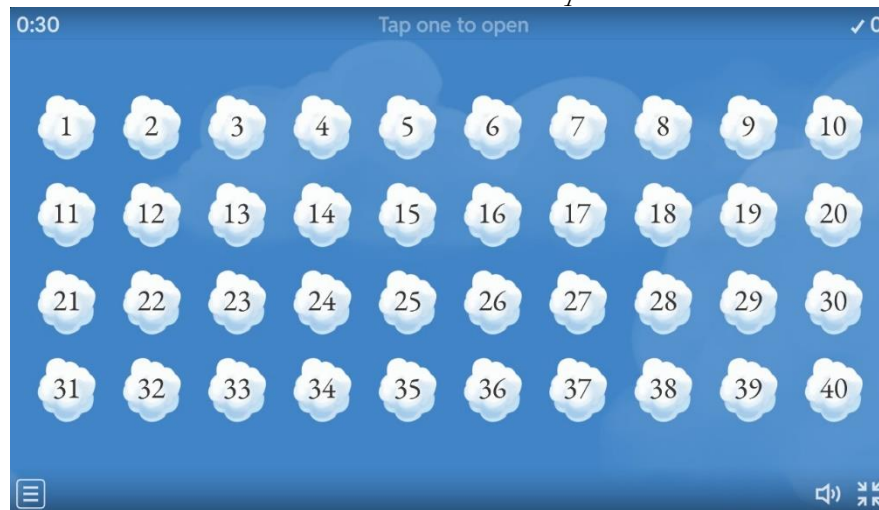 0:30 Tap one to open ✓ 0
1 2 3 4 5 6 7 8 9 10
11 12 13 14 15 16 17 18 19 20
21 22 23 24 25 26 27 28 29 30
31 32 33 34 35 36 37 38 39 40